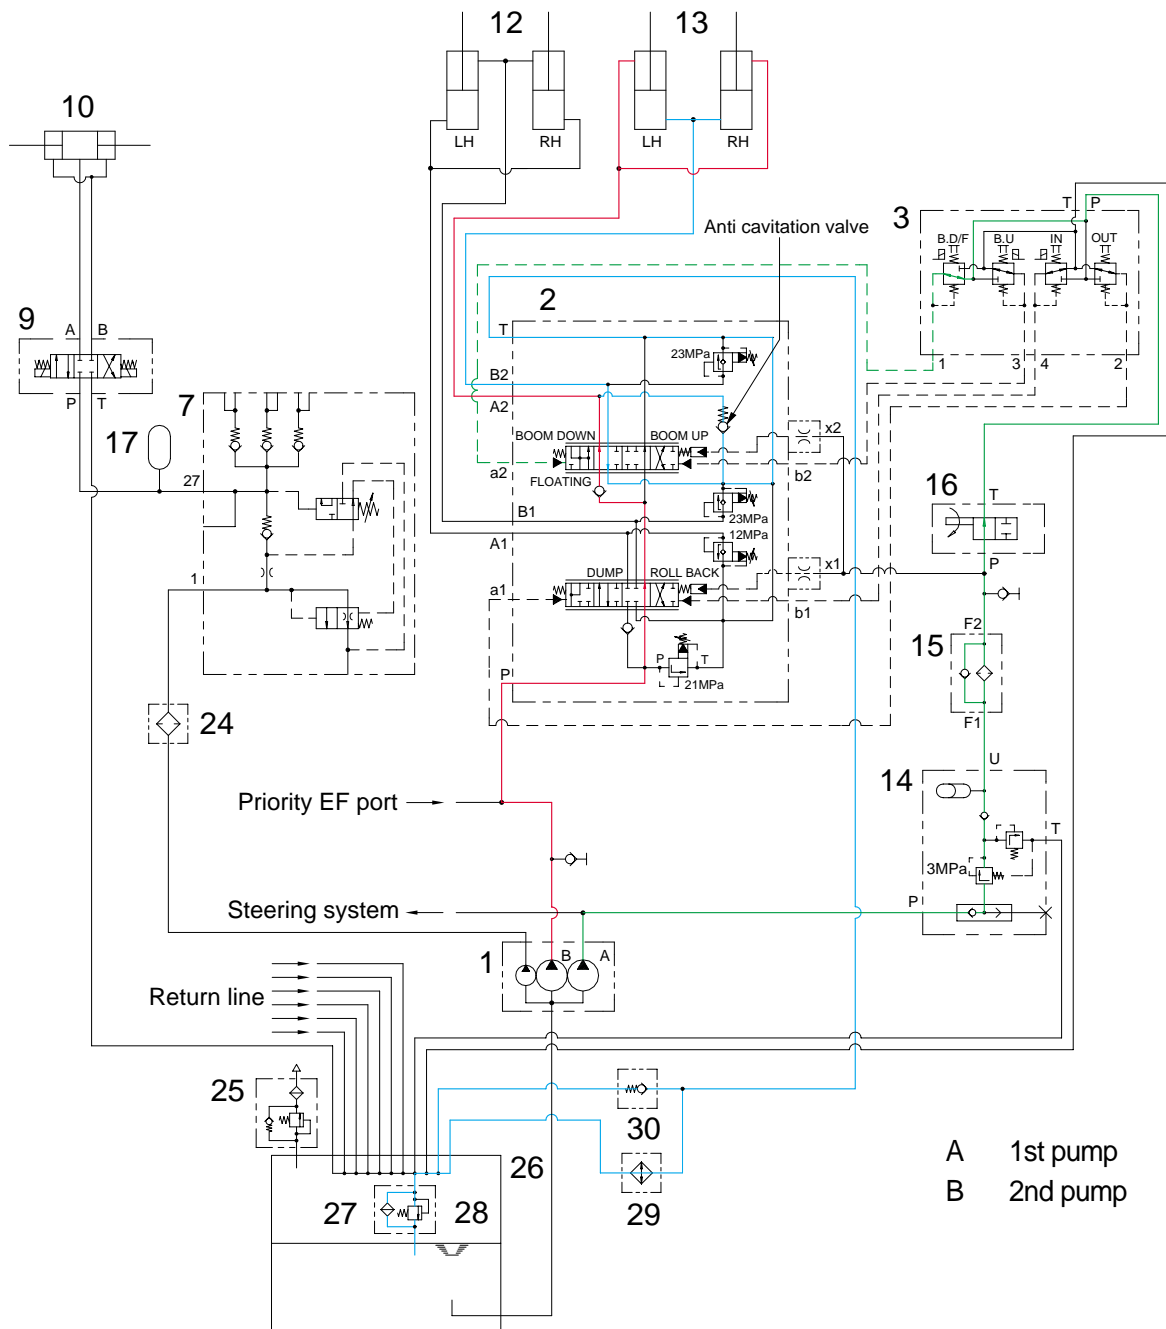 12
13
10
LH
RH
LH
RH
Anti cavitation valve
3
T
P
B.D/F
B.U
IN
OUT
1
3
4
2
9
A
B
P
T
2
T
23MPa
B2
A2
BOOM DOWN
BOOM UP
x2
a2
FLOATING
b2
B1
23MPa
12MPa
A1
DUMP
ROLL BACK
x1
a1
b1
P
T
21MPa
P
7
17
27
1
16
T
P
15
F2
F1
24
14
U
T
3MPa
P
Priority EF port
Steering system
1
B
A
Return line
25
26
27
28
30
29
A 1st pump
B 2nd pump